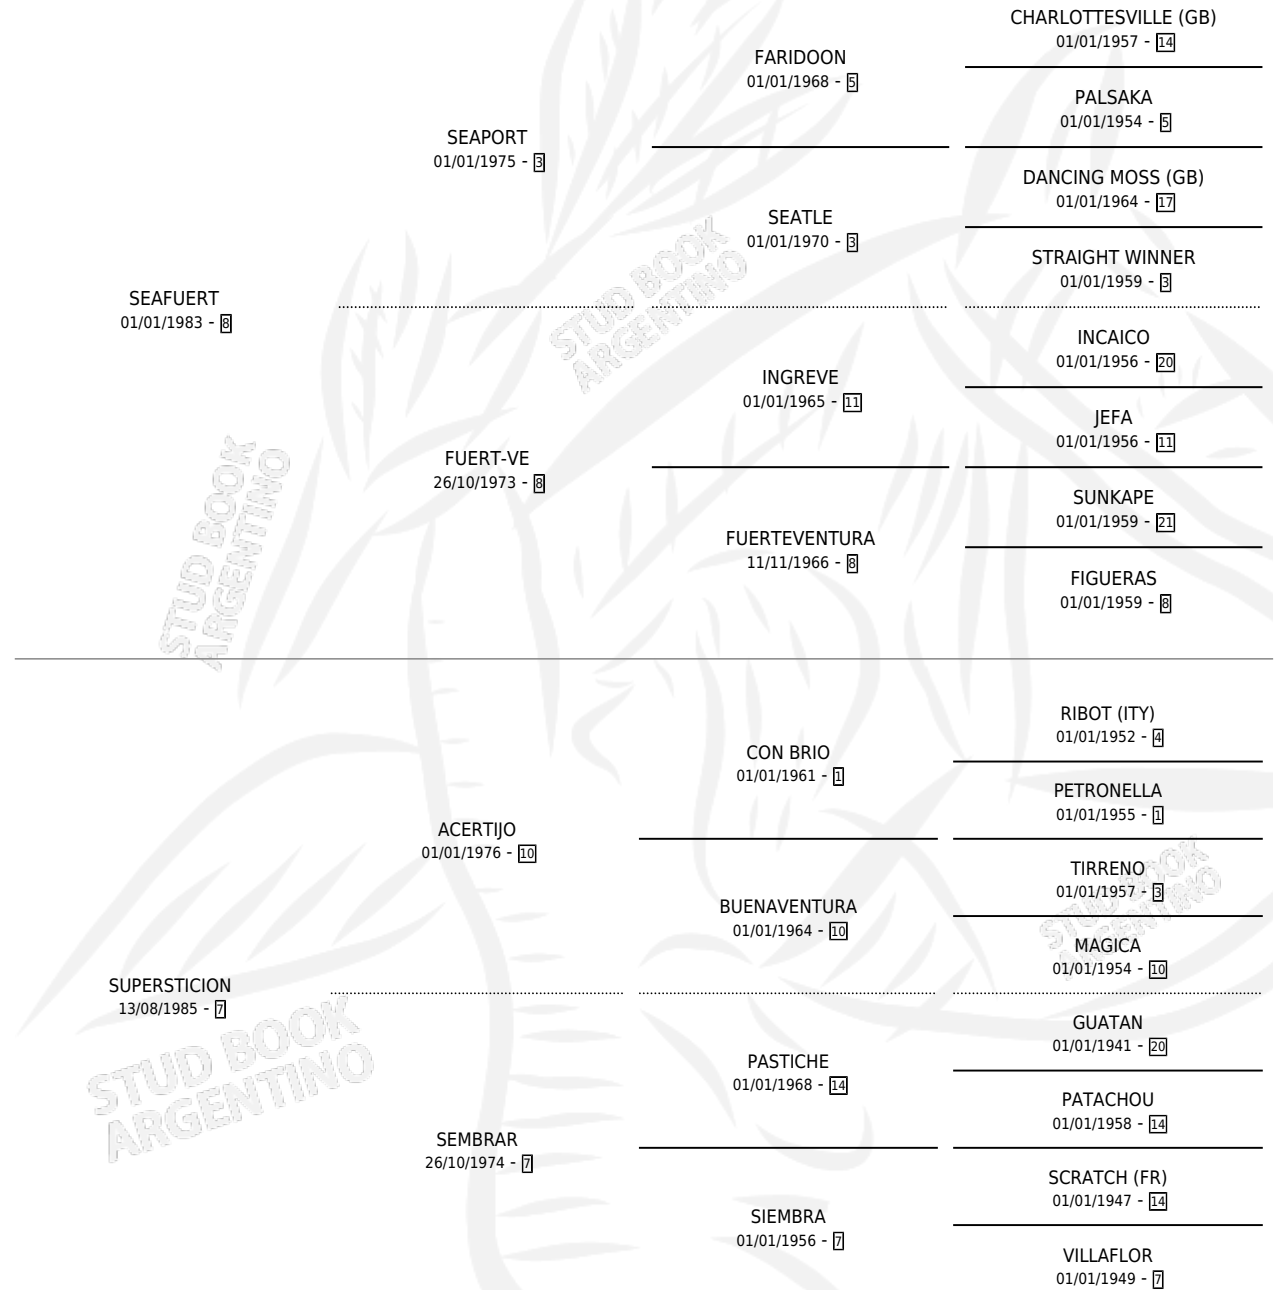 CHARLOTTESVILLE (GB)
01/01/1957 - 14
FARIDOON
01/01/1968 - 5
PALSAKA
01/01/1954 - 5
SEAPORT
01/01/1975 - 3
DANCING MOSS (GB)
01/01/1964 - 17
SEATLE
01/01/1970 - 3
STRAIGHT WINNER
01/01/1959 - 3
SEAFUERT
01/01/1983 - 8
INCAICO
01/01/1956 - 20
INGREVE
01/01/1965 - 11
JEFA
01/01/1956 - 11
FUERT-VE
26/10/1973 - 8
SUNKAPE
01/01/1959 - 21
FUERTEVENTURA
11/11/1966 - 8
FIGUERAS
01/01/1959 - 8
STUD BOOK
ARGENTINO
STUD BOOK
ARGENTINO
RIBOT (ITY)
01/01/1952 - 4
CON BRIO
01/01/1961 - 1
PETRONELLA
01/01/1955 - 1
ACERTIJO
01/01/1976 - 10
TIRRENO
01/01/1957 - 3
BUENAVENTURA
01/01/1964 - 10
MAGICA
01/01/1954 - 10
SUPERSTICION
13/08/1985 - 7
GUATAN
01/01/1941 - 20
PASTICHE
01/01/1968 - 14
PATACHOU
01/01/1958 - 14
SEMBRAR
26/10/1974 - 7
SCRATCH (FR)
01/01/1947 - 14
SIEMBRA
01/01/1956 - 7
VILLAFLOR
01/01/1949 - 7
STUD BOOK
ARGENTINO
STUD BOOK
ARGENTINO